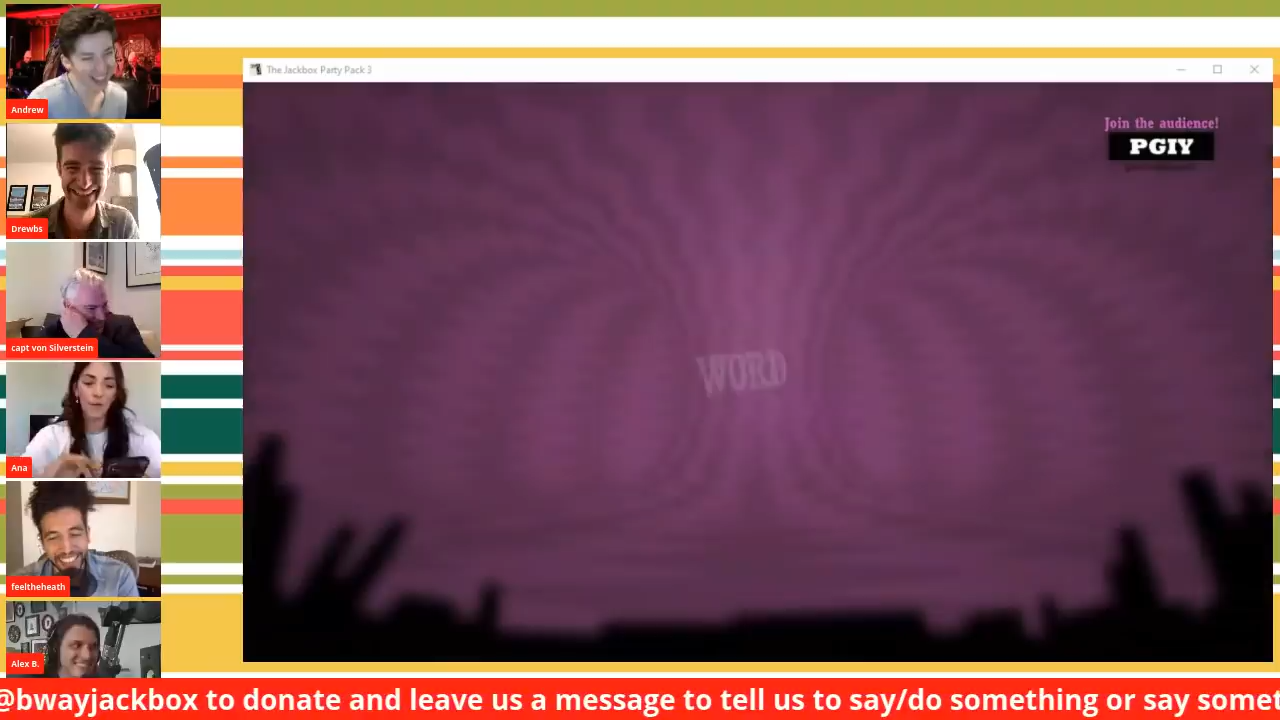 Andrew
Drewbs
capt von Silverstein
Ana
feeltheheath
Alex B.
The Jackbox Party Pack 3
Join the audience!
PGIY
WORD
@bwayjackbox to donate and leave us a message to tell us to say/do something or say somet